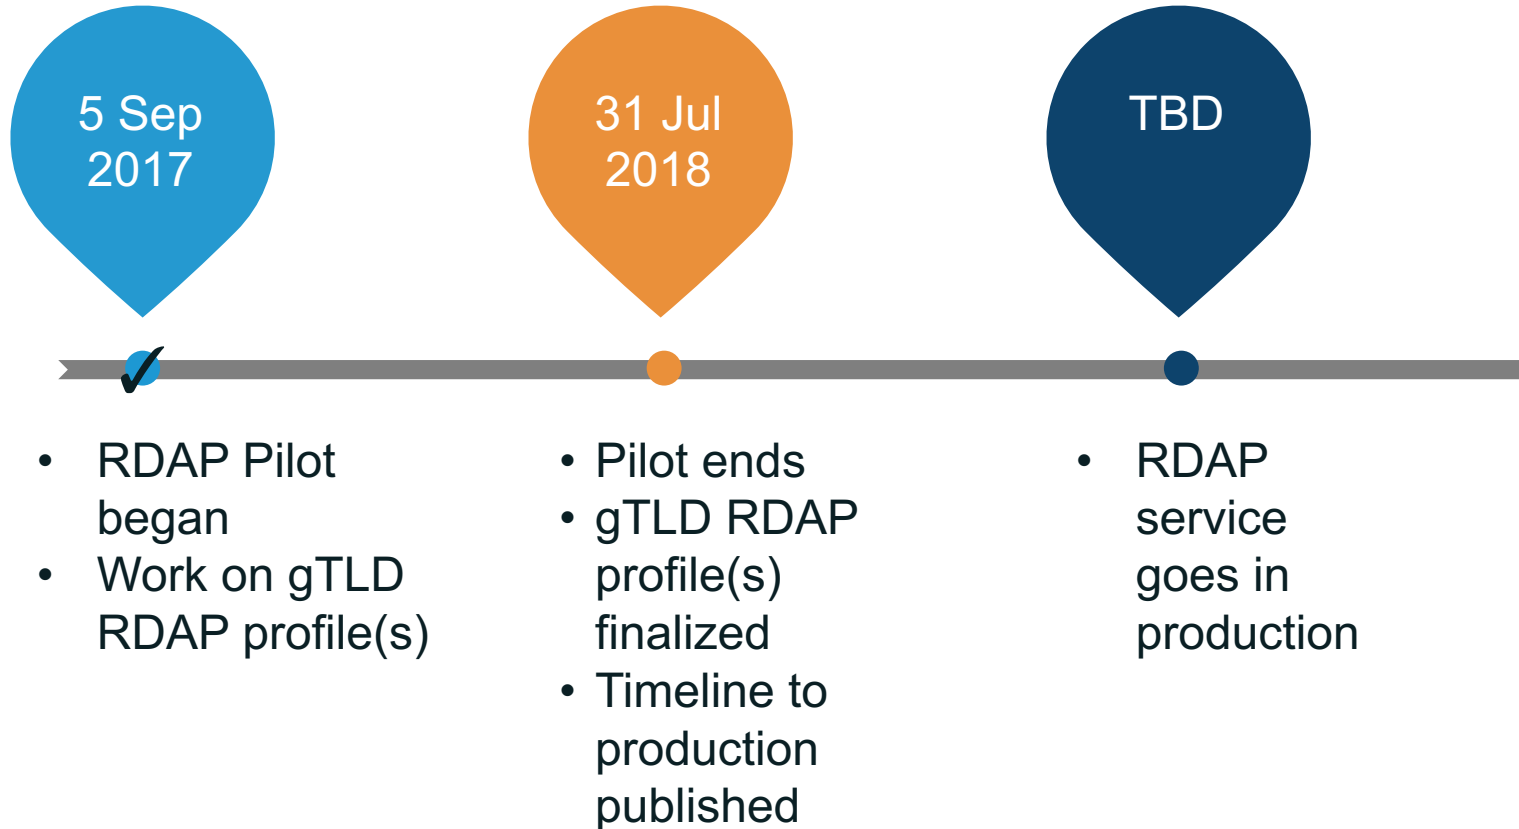 5 Sep
2017
31 Jul
2018
TBD
• RDAP Pilot
began
• Work on gTLD
RDAP profile(s)
• Pilot ends
• gTLD RDAP
profile(s)
finalized
• Timeline to
production
published
• RDAP
service
goes in
production